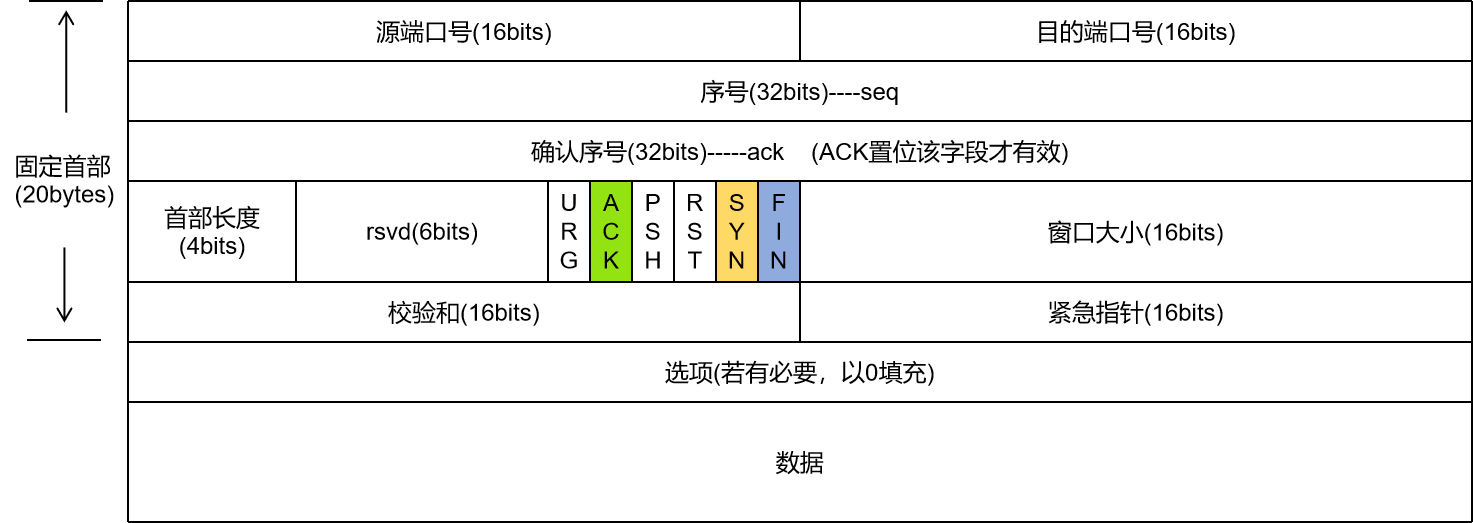 源端口号(16bits)
目的端口号(16bits)
序号(32bits)----seq
确认序号(32bits)-----ack (ACK置位该字段才有效)
固定首部
(20bytes)
首部长度
(4bits)
rsvd(6bits)
URG
ACK
PSH
RST
SYN
FIN
窗口大小(16bits)
校验和(16bits)
紧急指针(16bits)
选项(若有必要，以0填充)
数据